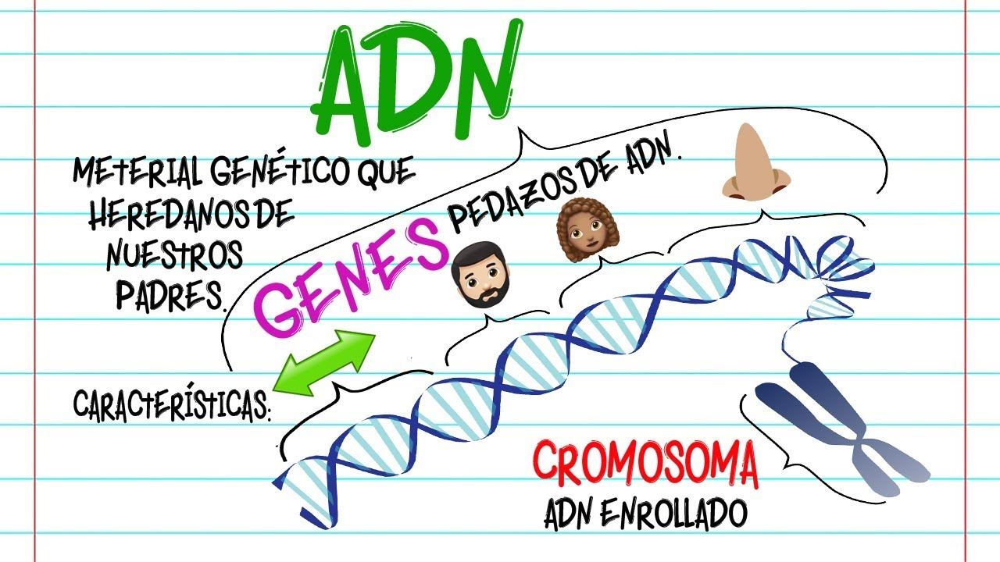 ADN
METERIAL GENÉTICO QUE
HEREDANOS DE
NUESTROS
PADRES.
GENES PEDAZOS DE ADN.
CARACTERÍSTICAS:
CROMOSOMA
ADN ENROLLADO